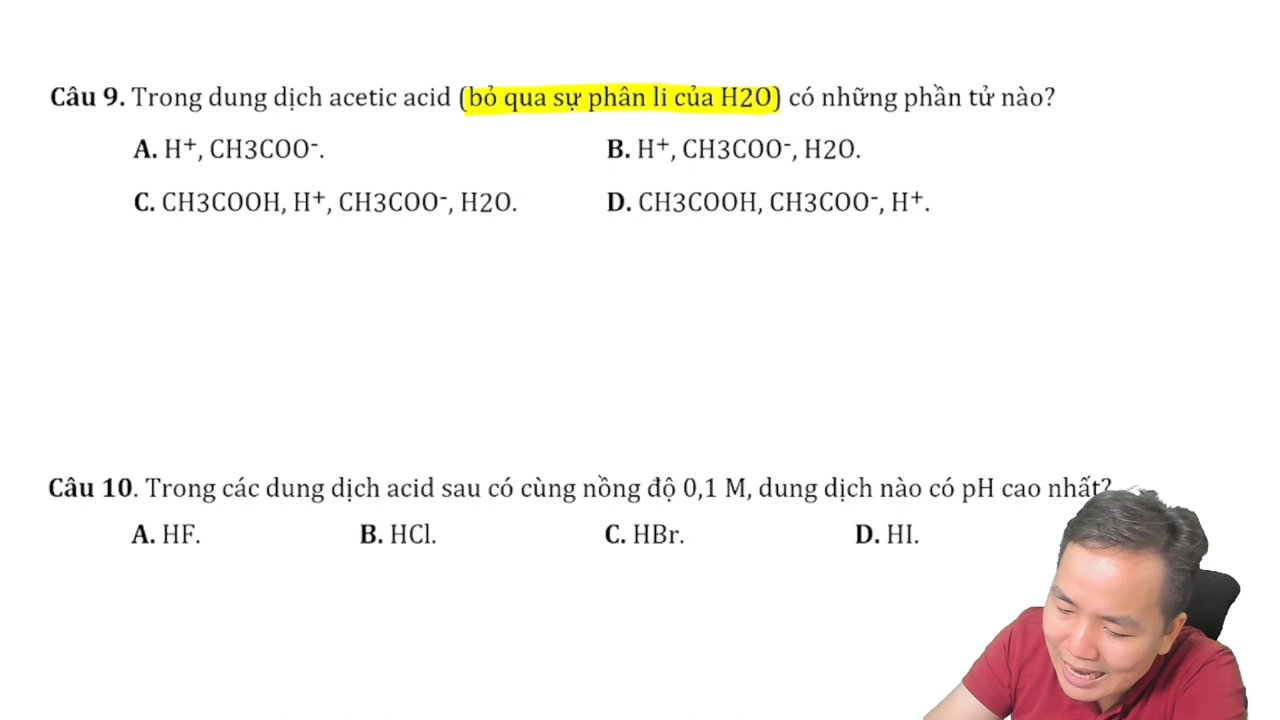 Câu 9. Trong dung dịch acetic acid (bỏ qua sự phân li của H2O) có những phần tử nào?
A. H⁺, CH3COO⁻. B. H⁺, CH3COO⁻, H2O.
C. CH3COOH, H⁺, CH3COO⁻, H2O. D. CH3COOH, CH3COO⁻, H⁺.
Câu 10. Trong các dung dịch acid sau có cùng nồng độ 0,1 M, dung dịch nào có pH cao nhất?
A. HF. B. HCl. C. HBr. D. HI.